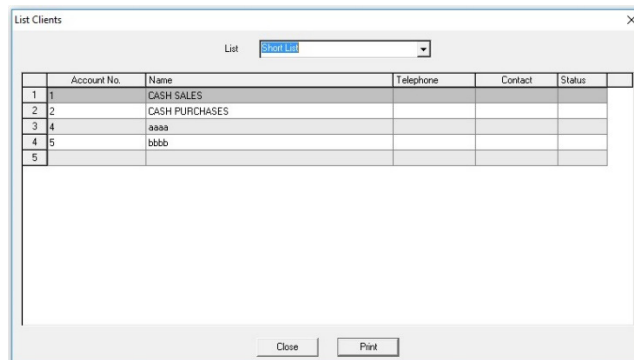 List Clients
List Short List
Account No. Name Telephone Contact Status
1 1 CASH SALES
2 2 CASH PURCHASES
3 4 aaaa
4 5 bbbb
5
Close Print